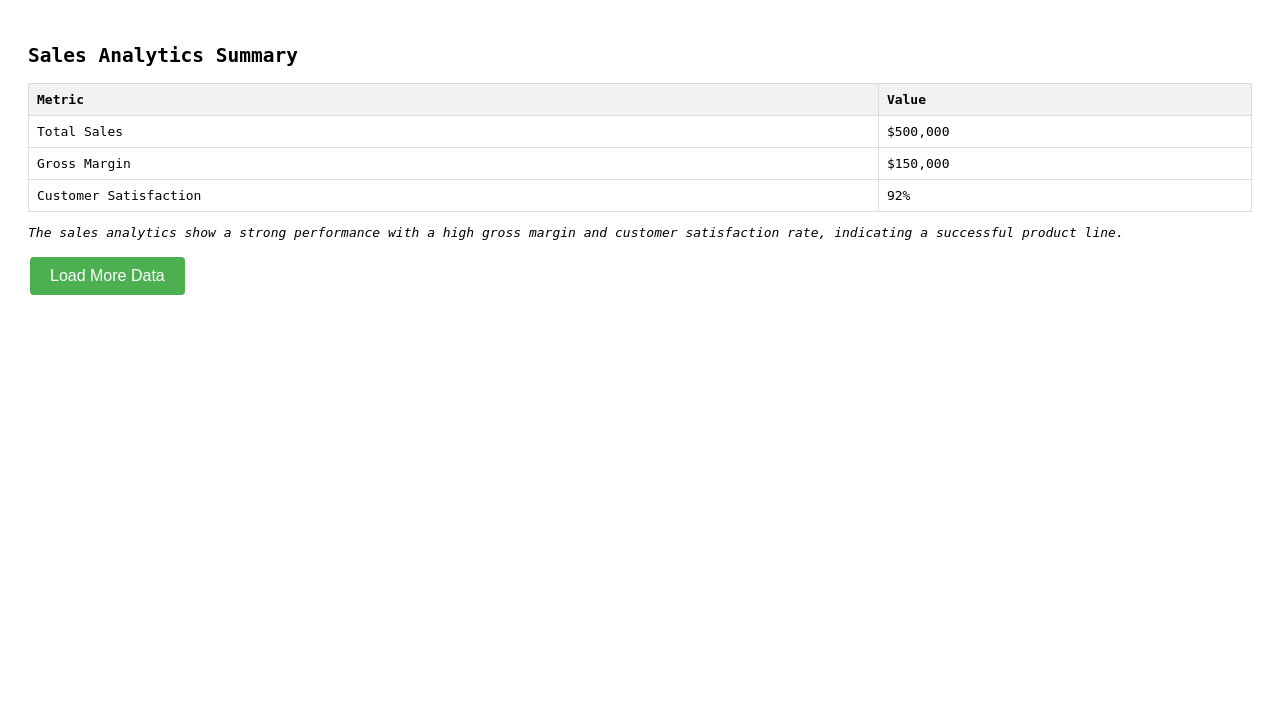 Sales Analytics Summary
Metric Value
Total Sales $500,000
Gross Margin $150,000
Customer Satisfaction 92%
The sales analytics show a strong performance with a high gross margin and customer satisfaction rate, indicating a successful product line.
Load More Data